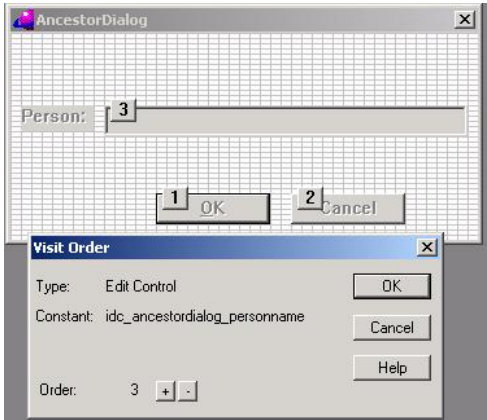 AncestorDialog
Person: 3
1 OK 2 Cancel
Visit Order
Type: Edit Control OK
Constant: idc_ancestordialog_personname
Cancel
Help
Order: 3 + -